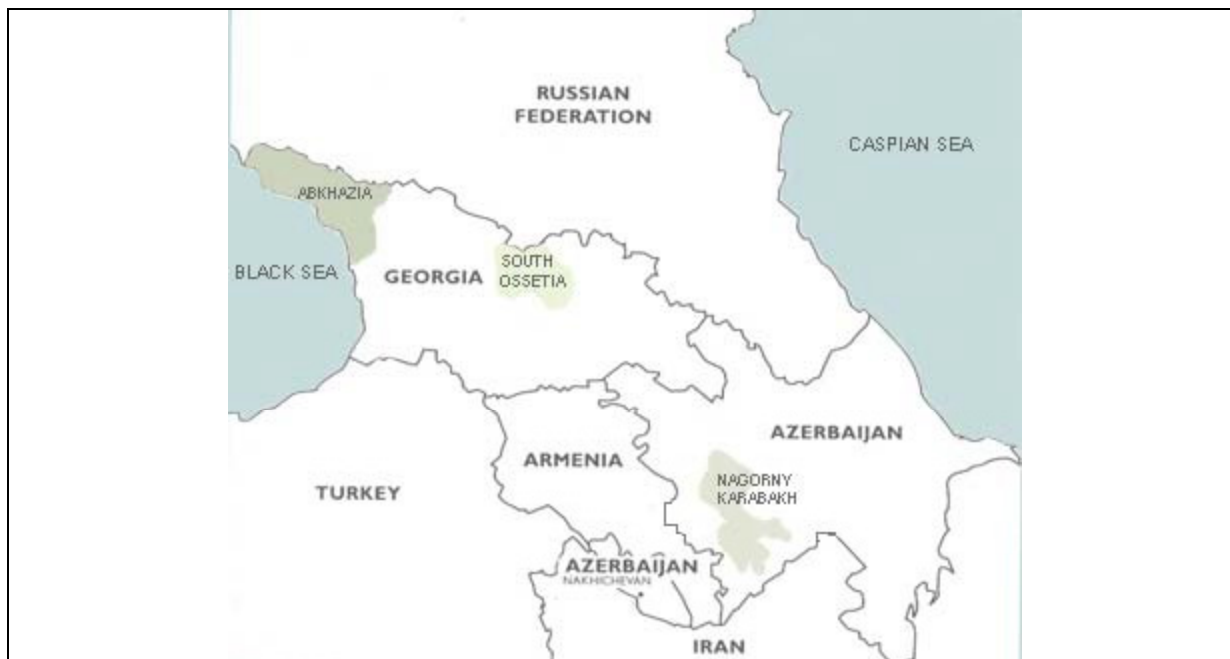 RUSSIAN
FEDERATION
CASPIAN SEA
ABKHAZIA
BLACK SEA
GEORGIA
SOUTH
OSSETIA
AZERBAIJAN
ARMENIA
TURKEY
NAGORNY
KARABAKH
AZERBAIJAN
NAKHICHEVAN
IRAN